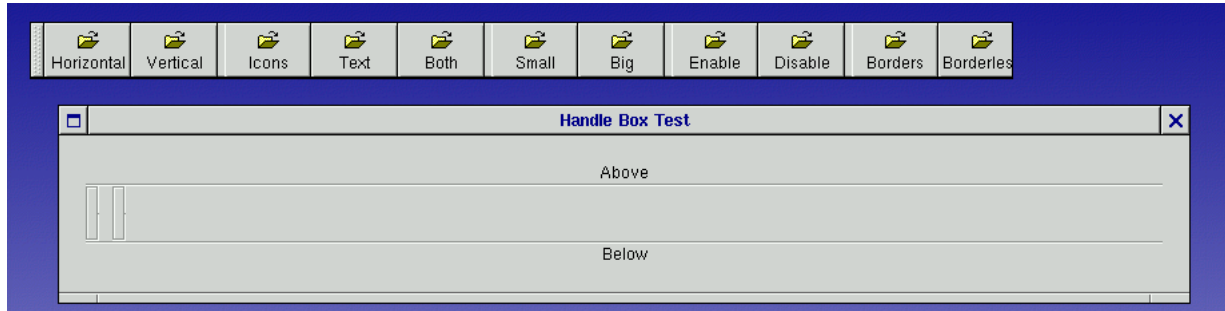 Horizontal Vertical Icons Text Both Small Big Enable Disable Borders Borderles
Handle Box Test
Above
Below